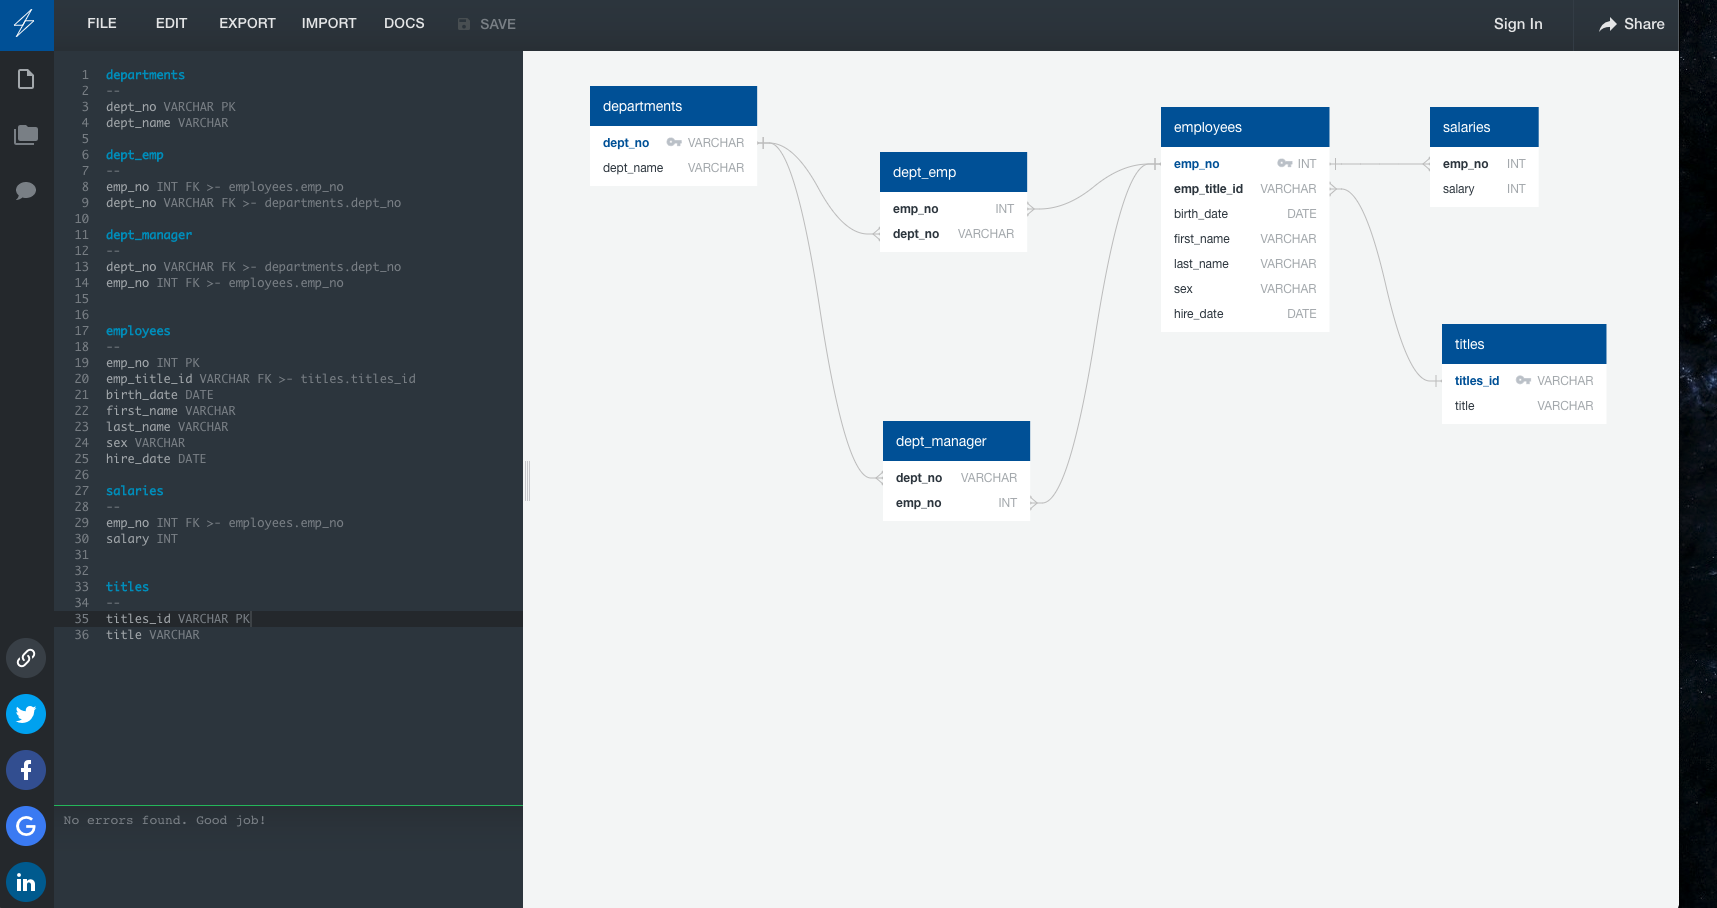 FILE EDIT EXPORT IMPORT DOCS SAVE Sign In Share
1 departments
2 --
3 dept_no VARCHAR PK
4 dept_name VARCHAR
5
6 dept_emp
7 --
8 emp_no INT FK >- employees.emp_no
9 dept_no VARCHAR FK >- departments.dept_no
10
11 dept_manager
12 --
13 dept_no VARCHAR FK >- departments.dept_no
14 emp_no INT FK >- employees.emp_no
15
16
17 employees
18 --
19 emp_no INT PK
20 emp_title_id VARCHAR FK >- titles.titles_id
21 birth_date DATE
22 first_name VARCHAR
23 last_name VARCHAR
24 sex VARCHAR
25 hire_date DATE
26
27 salaries
28 --
29 emp_no INT FK >- employees.emp_no
30 salary INT
31
32
33 titles
34 --
35 titles_id VARCHAR PK
36 title VARCHAR
No errors found. Good job!
departments
dept_no VARCHAR
dept_name VARCHAR
dept_emp
emp_no INT
dept_no VARCHAR
dept_manager
dept_no VARCHAR
emp_no INT
employees
emp_no INT
emp_title_id VARCHAR
birth_date DATE
first_name VARCHAR
last_name VARCHAR
sex VARCHAR
hire_date DATE
salaries
emp_no INT
salary INT
titles
titles_id VARCHAR
title VARCHAR